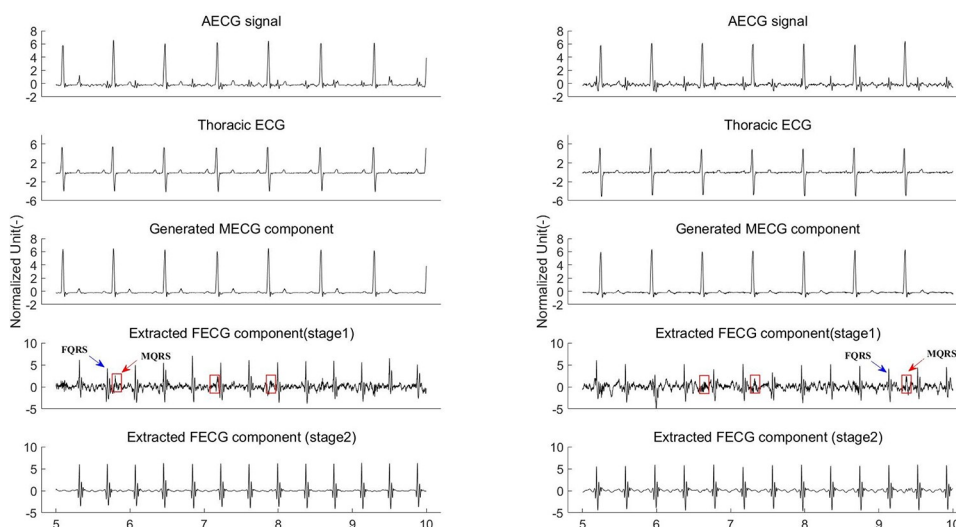 AECG signal
8
6
4
2
0
-2
Thoracic ECG
6
2
-2
-6
Generated MECG component
8
6
4
2
0
-2
Extracted FECG component(stage1)
FQRS
MQRS
10
5
0
-5
Extracted FECG component (stage2)
10
5
0
-5
5 6 7 8 9 10
Normalized Unit(-)
AECG signal
8
6
4
2
0
-2
Thoracic ECG
6
2
-2
-6
Generated MECG component
8
6
4
2
0
-2
Extracted FECG component(stage1)
FQRS
MQRS
10
5
0
-5
Extracted FECG component (stage2)
10
5
0
-5
5 6 7 8 9 10
Normalized Unit(-)